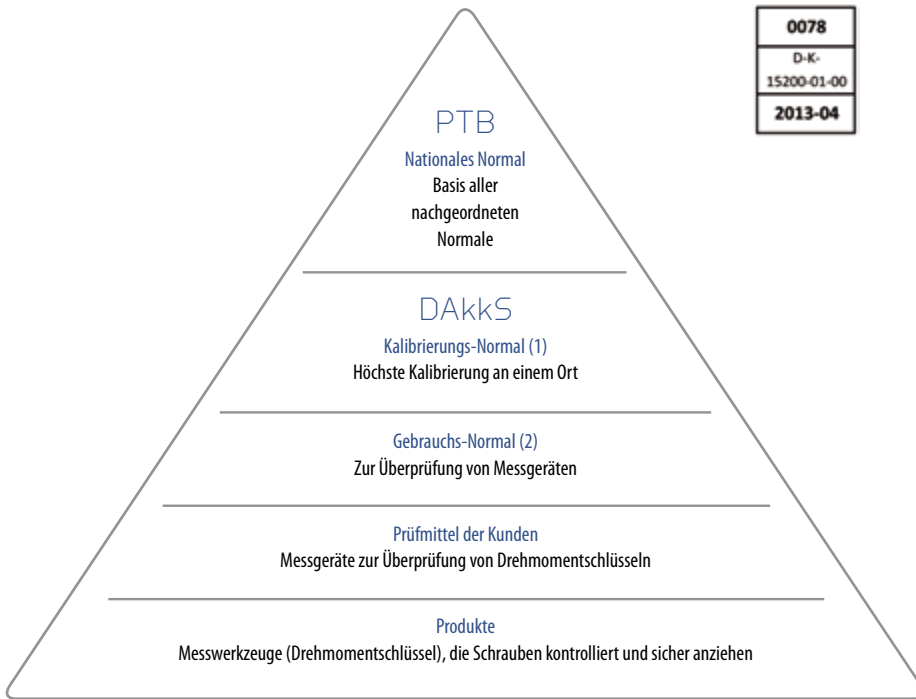 0078
D-K-
15200-01-00
2013-04
PTB
Nationales Normal
Basis aller
nachgeordneten
Normale
DAkkS
Kalibrierungs-Normal (1)
Höchste Kalibrierung an einem Ort
Gebrauchs-Normal (2)
Zur Überprüfung von Messgeräten
Prüfmittel der Kunden
Messgeräte zur Überprüfung von Drehmomentschlüsseln
Produkte
Messwerkzeuge (Drehmomentschlüssel), die Schrauben kontrolliert und sicher anziehen